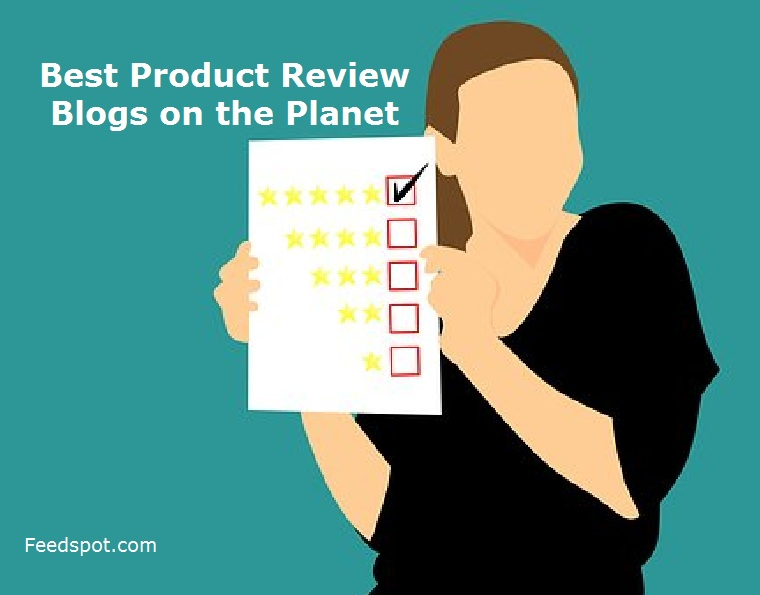 Best Product Review
Blogs on the Planet
Feedspot.com